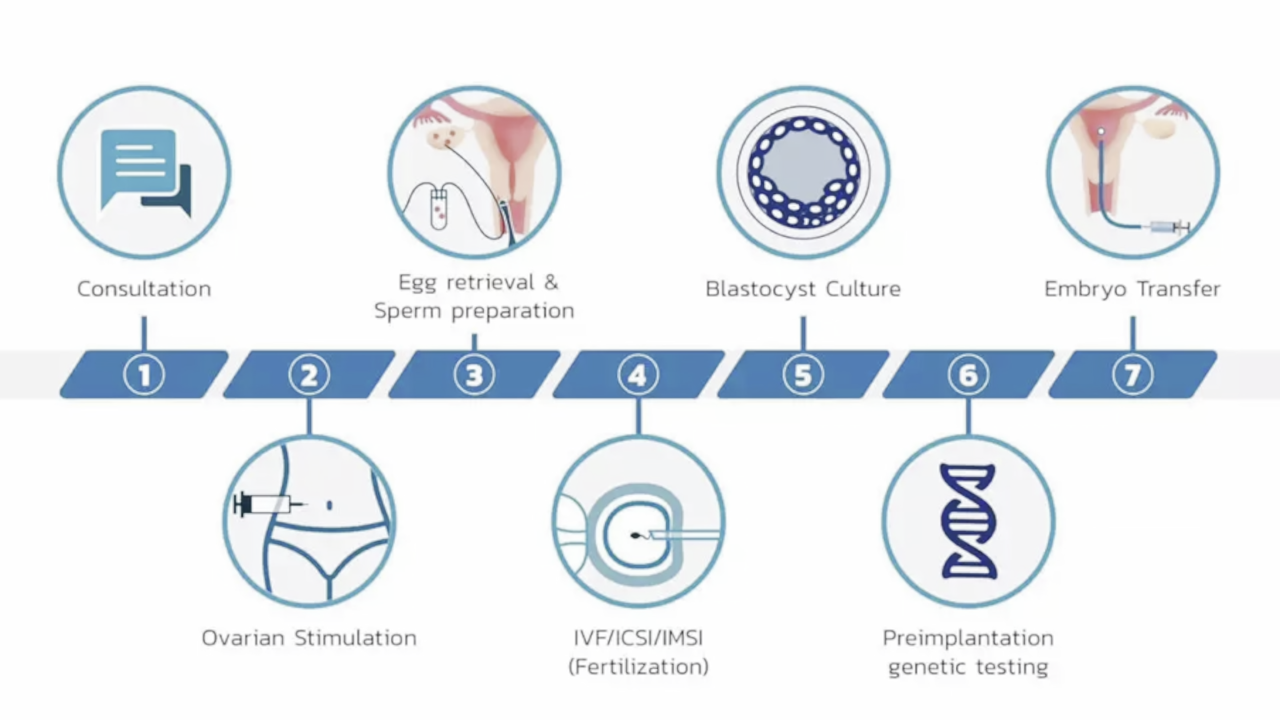 Consultation
Egg retrieval &
Sperm preparation
Blastocyst Culture
Embryo Transfer
1
2
3
4
5
6
7
Ovarian Stimulation
IVF/ICSI/IMSI
(Fertilization)
Preimplantation
genetic testing